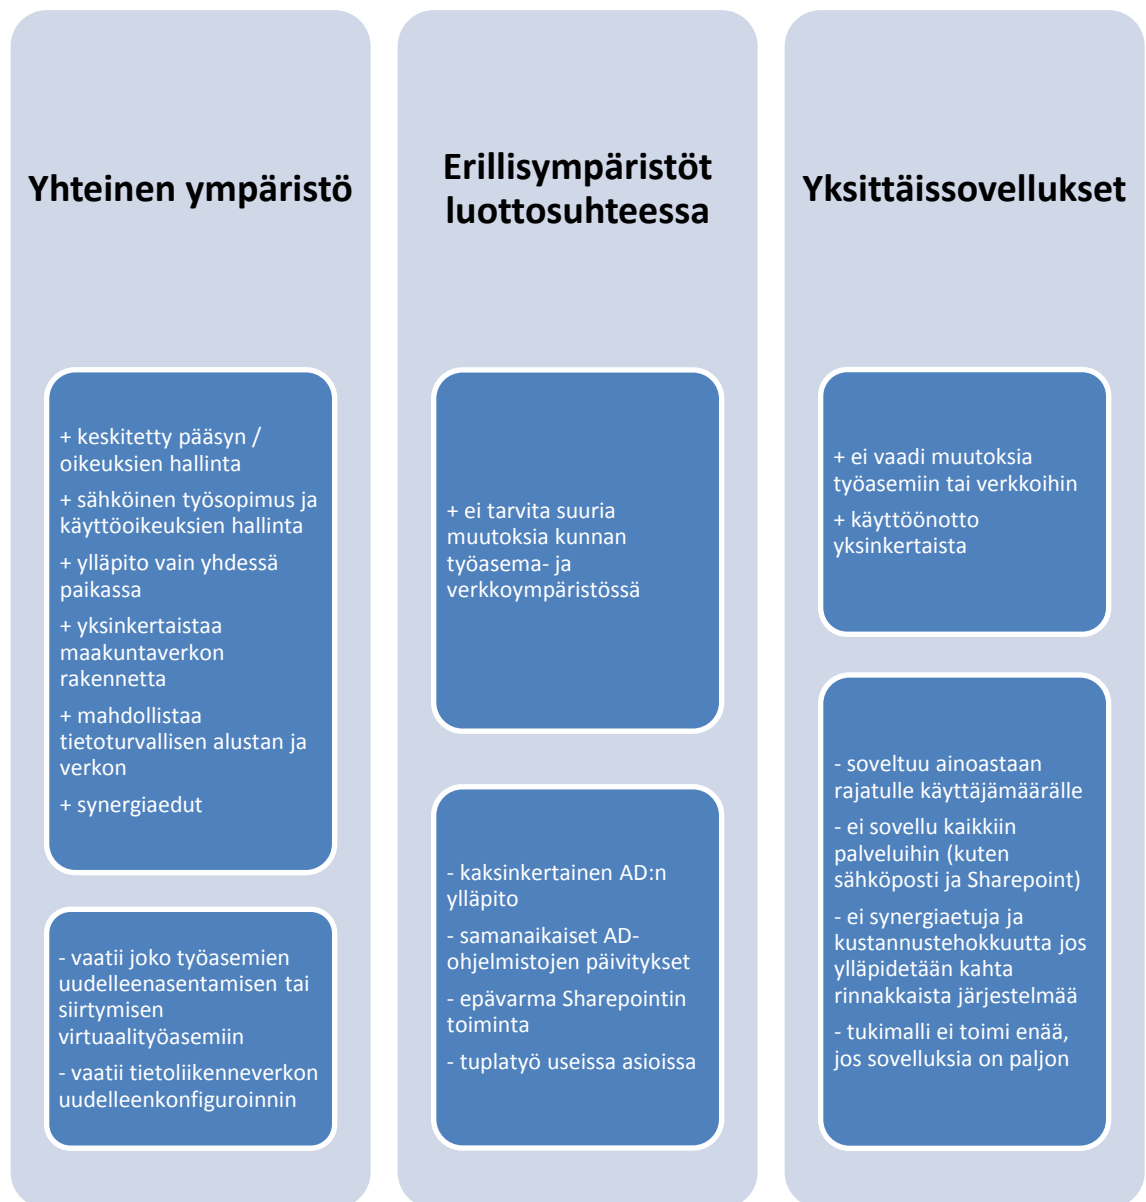 Yhteinen ympäristö
+ keskitetty pääsyn /
oikeuksien hallinta
+ sähköinen työsopimus ja
käyttöoikeuksien hallinta
+ ylläpito vain yhdessä
paikassa
+ yksinkertaistaa
maakuntaverkon
rakennetta
+ mahdollistaa
tietoturvallisen alustan ja
verkon
+ synergiaedut
- vaatii joko työasemien
uudelleenasentamisen tai
siirtymisen
virtuaalityöasemiin
- vaatii tietoliikenneverkon
uudelleenkonfiguroinnin
Erillisympäristöt
luottosuhteessa
+ ei tarvita suuria
muutoksia kunnan
työasema- ja
verkkoympäristössä
- kaksinkertainen AD:n
ylläpito
- samanaikaiset AD-
ohjelmistojen päivitykset
- epävarma Sharepointin
toiminta
- tuplatyö useissa asioissa
Yksittäissovellukset
+ ei vaadi muutoksia
työasemiin tai verkkoihin
+ käyttöönotto
yksinkertaista
- soveltuu ainoastaan
rajatulle käyttäjämäärälle
- ei sovellu kaikkiin
palveluihin (kuten
sähköposti ja Sharepoint)
- ei synergiaetuja ja
kustannustehokkuutta jos
ylläpidetään kahta
rinnakkaista järjestelmää
- tukimalli ei toimi enää,
jos sovelluksia on paljon